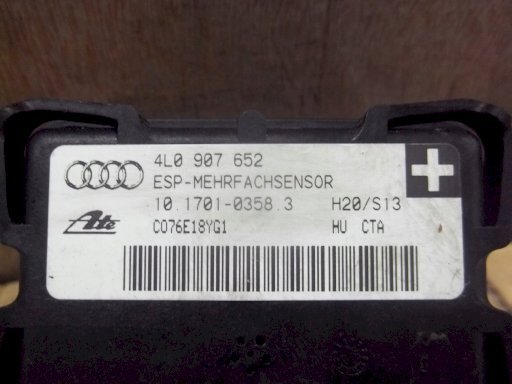 4L0 907 652
ESP-MEHRFACHSENSOR
10.1701-0358.3 H20/S13
Ate C076E18YG1 HU CTA